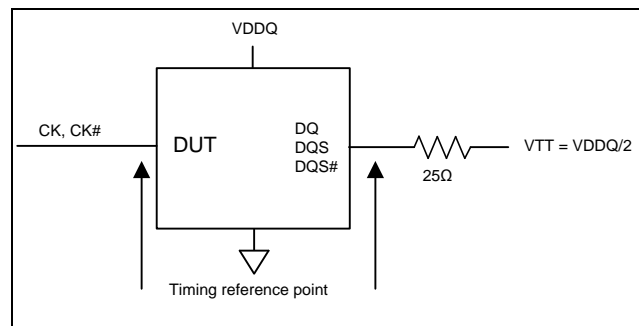 VDDQ
CK, CK#
DUT
DQ
DQS
DQS#
VTT = VDDQ/2
25Ω
Timing reference point